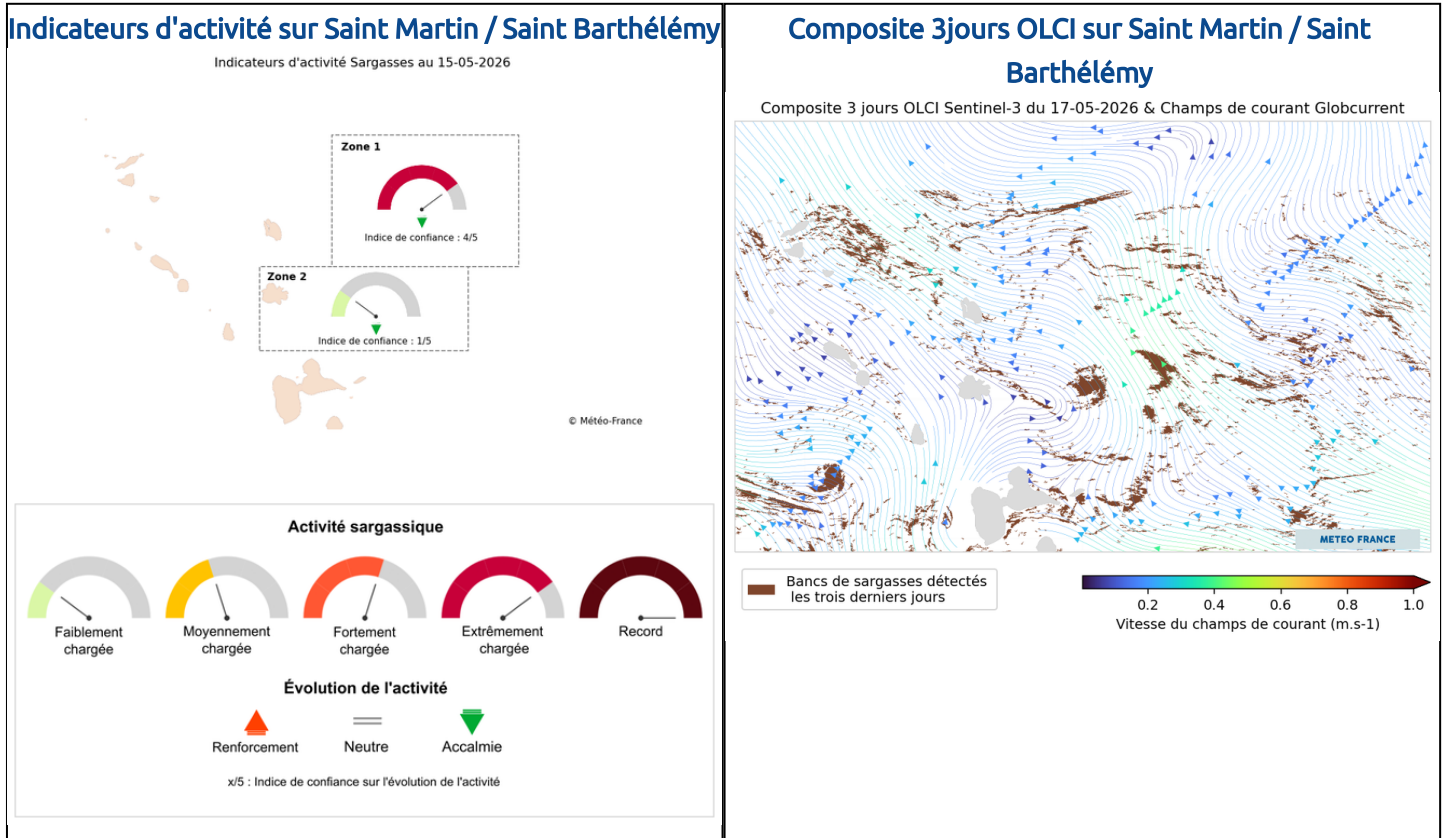 Indicateurs d'activité sur Saint Martin / Saint Barthélémy
Indicateurs d'activité Sargasses au 15-05-2026
Zone 1
Indice de confiance : 4/5
Zone 2
Indice de confiance : 1/5
© Météo-France
Activité sargassique
Faiblement
chargée
Moyennement
chargée
Fortement
chargée
Extrêmement
chargée
Record
Évolution de l'activité
Renforcement
Neutre
Accalmie
x/5 : Indice de confiance sur l'évolution de l'activité
Composite 3jours OLCI sur Saint Martin / Saint
Barthélémy
Composite 3 jours OLCI Sentinel-3 du 17-05-2026 & Champs de courant Globcurrent
METEO FRANCE
Bancs de sargasses détectés
les trois derniers jours
0.2 0.4 0.6 0.8 1.0
Vitesse du champs de courant (m.s-1)